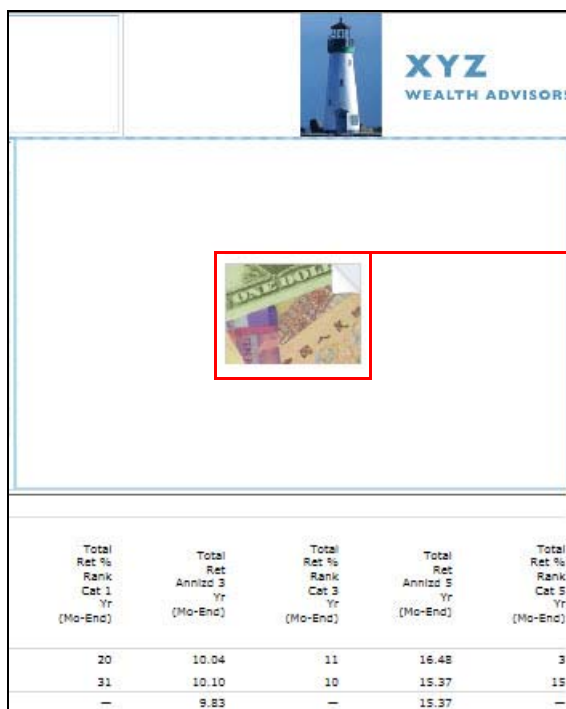 XYZ
WEALTH ADVISORS
ONE DOLL
Total
Ret %
Rank
Cat 1
Yr
(Mo-End)
Total
Ret
Annlzd 3
Yr
(Mo-End)
Total
Ret %
Rank
Cat 3
Yr
(Mo-End)
Total
Ret
Annlzd 5
Yr
(Mo-End)
Total
Ret %
Rank
Cat 5
Yr
(Mo-End)
20 10.04 11 16.48 3
31 10.10 10 15.37 15
— 9.83 — 15.37 —